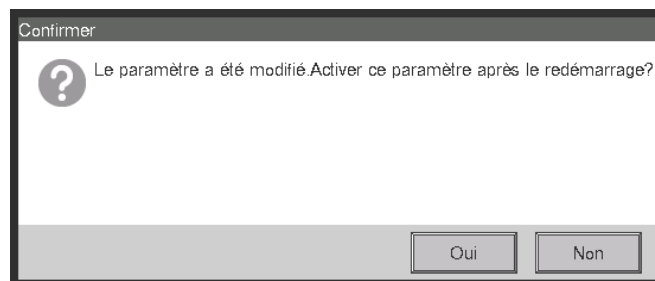 Confirmer
Le paramètre a été modifié.Activer ce paramètre après le redémarrage?
Oui
Non